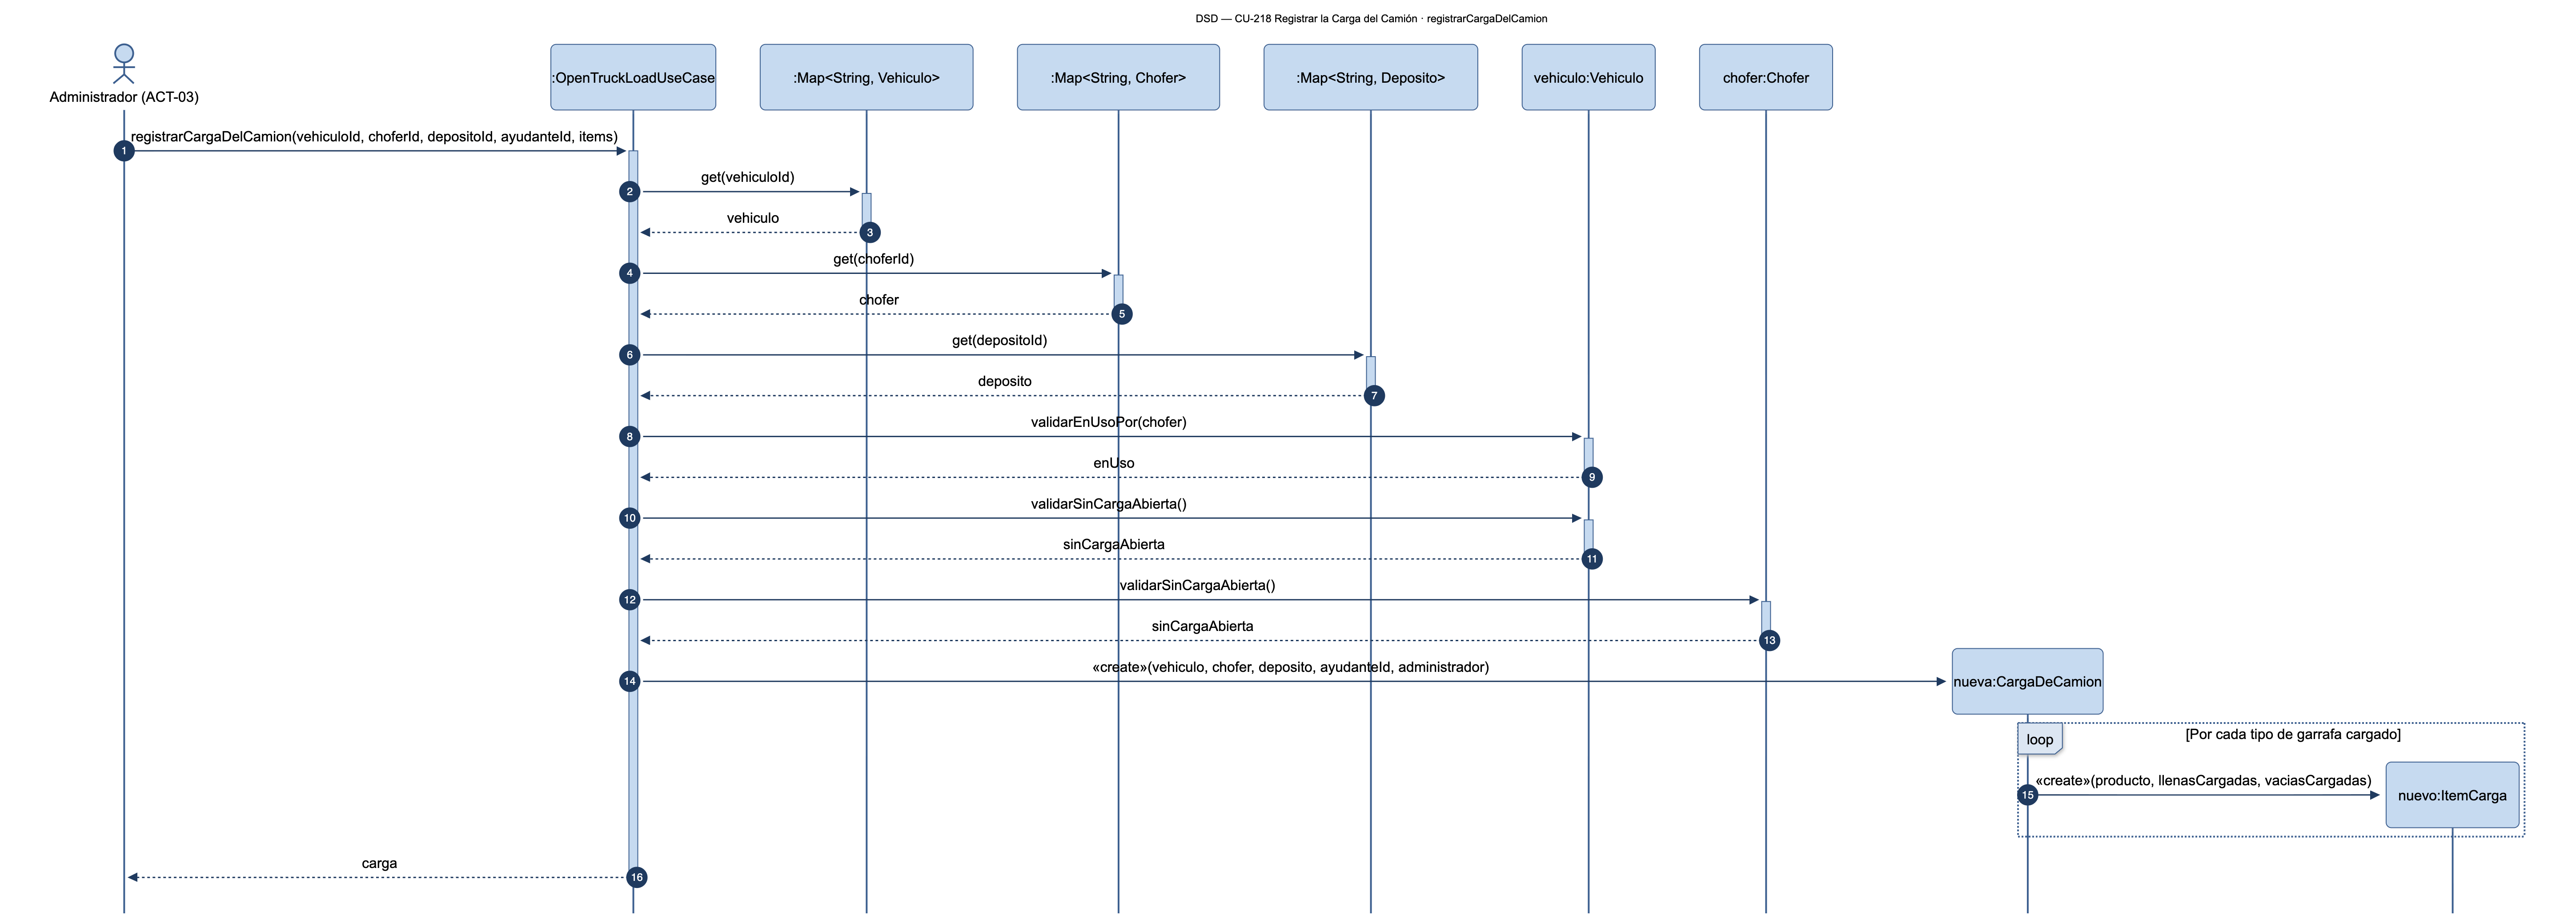 DSD — CU-218 Registrar la Carga del Camión · registrarCargaDelCamion
Administrador (ACT-03)
:OpenTruckLoadUseCase
:Map<String, Vehiculo>
:Map<String, Chofer>
:Map<String, Deposito>
vehiculo:Vehiculo
chofer:Chofer
registrarCargaDelCamion(vehiculoId, choferId, depositoId, ayudanteId, items)
1
get(vehiculoId)
2
vehiculo
3
get(choferId)
4
chofer
5
get(depositoId)
6
deposito
7
validarEnUsoPor(chofer)
8
enUso
9
validarSinCargaAbierta()
10
sinCargaAbierta
11
validarSinCargaAbierta()
12
sinCargaAbierta
13
«create»(vehiculo, chofer, deposito, ayudanteId, administrador)
14
nueva:CargaDeCamion
loop
[Por cada tipo de garrafa cargado]
«create»(producto, llenasCargadas, vaciasCargadas)
15
nuevo:ItemCarga
carga
16